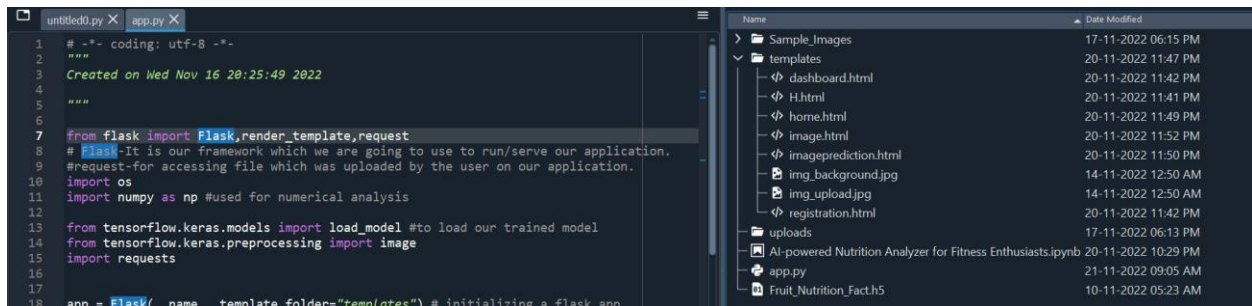 untitled0.py X app.py X
1 # -*- coding: utf-8 -*-
2 """
3 Created on Wed Nov 16 20:25:49 2022
4
5 """
6
7 from flask import Flask,render_template,request
8 # Flask-It is our framework which we are going to use to run/serve our application.
9 #request-for accessing file which was uploaded by the user on our application.
10 import os
11 import numpy as np #used for numerical analysis
12
13 from tensorflow.keras.models import load_model #to load our trained model
14 from tensorflow.keras.preprocessing import image
15 import requests
16
17
18 app = Flask(__name__,template_folder="templates") # initializing a flask app
Name Date Modified
Sample_Images 17-11-2022 06:15 PM
templates 20-11-2022 11:47 PM
dashboard.html 20-11-2022 11:42 PM
H.html 20-11-2022 11:41 PM
home.html 20-11-2022 11:49 PM
image.html 20-11-2022 11:52 PM
imageprediction.html 20-11-2022 11:50 PM
img_background.jpg 14-11-2022 12:50 AM
img_upload.jpg 14-11-2022 12:50 AM
registration.html 20-11-2022 11:42 PM
uploads 17-11-2022 06:13 PM
AI-powered Nutrition Analyzer for Fitness Enthusiasts.ipynb 20-11-2022 10:29 PM
app.py 21-11-2022 09:05 AM
Fruit_Nutrition_Fact.h5 10-11-2022 05:23 AM